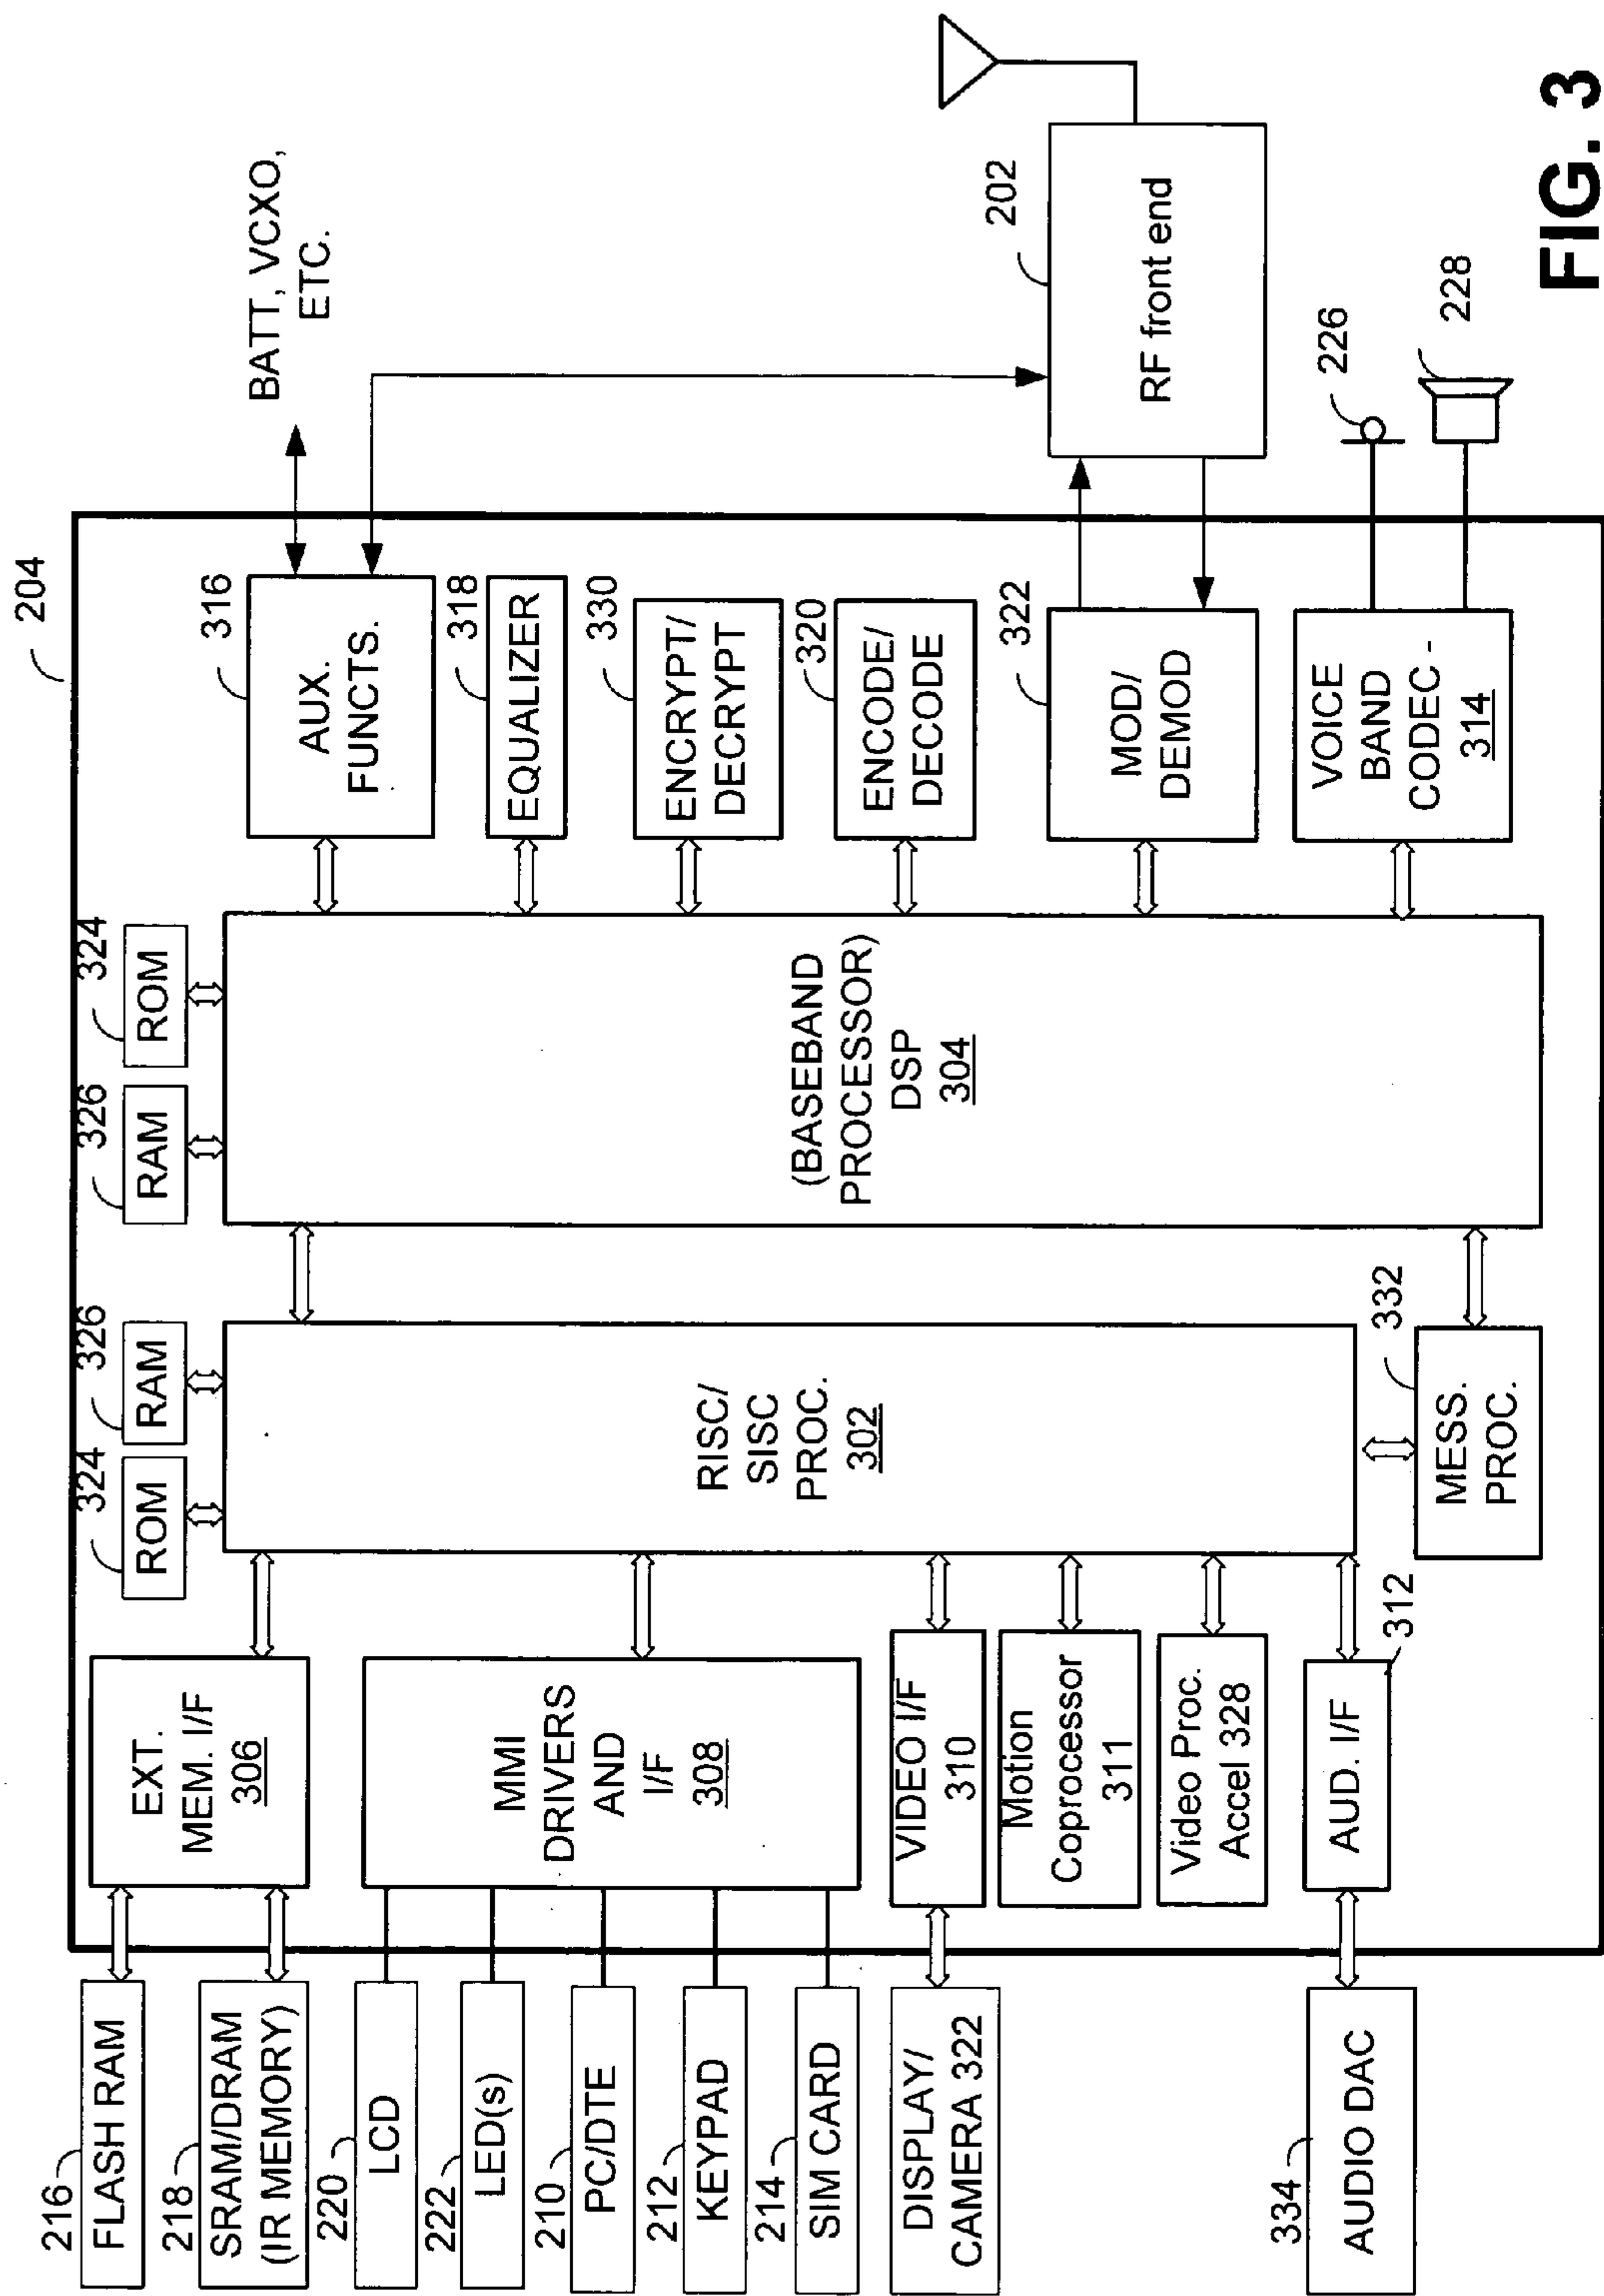 204
BATT, VCXO,
ETC.
216
FLASH RAM
218
SRAM/DRAM
(IR MEMORY)
220
LCD
222
LED(s)
210
PC/DTE
212
KEYPAD
214
SIM CARD
DISPLAY/
CAMERA 322
334
AUDIO DAC
EXT.
MEM. I/F
306
MMI
DRIVERS
AND
I/F
308
VIDEO I/F
310
Motion
Coprocessor
311
Video Proc.
Accel 328
AUD. I/F
312
324
ROM
326
RAM
RISC/
SISC
PROC.
302
MESS.
PROC.
332
326
RAM
324
ROM
(BASEBAND
PROCESSOR)
DSP
304
316
AUX.
FUNCTS.
318
EQUALIZER
330
ENCRYPT/
DECRYPT
320
ENCODE/
DECODE
322
MOD/
DEMOD
VOICE
BAND
CODEC -
314
202
RF front end
226
228
FIG. 3